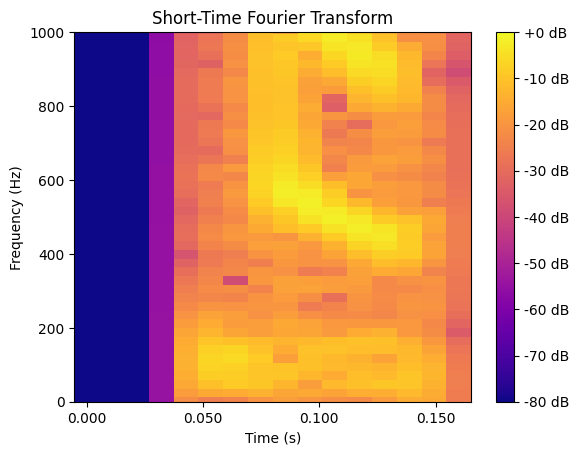 Short-Time Fourier Transform
1000
800
600
400
200
0
Frequency (Hz)
0.000
0.050
0.100
0.150
Time (s)
+0 dB
-10 dB
-20 dB
-30 dB
-40 dB
-50 dB
-60 dB
-70 dB
-80 dB